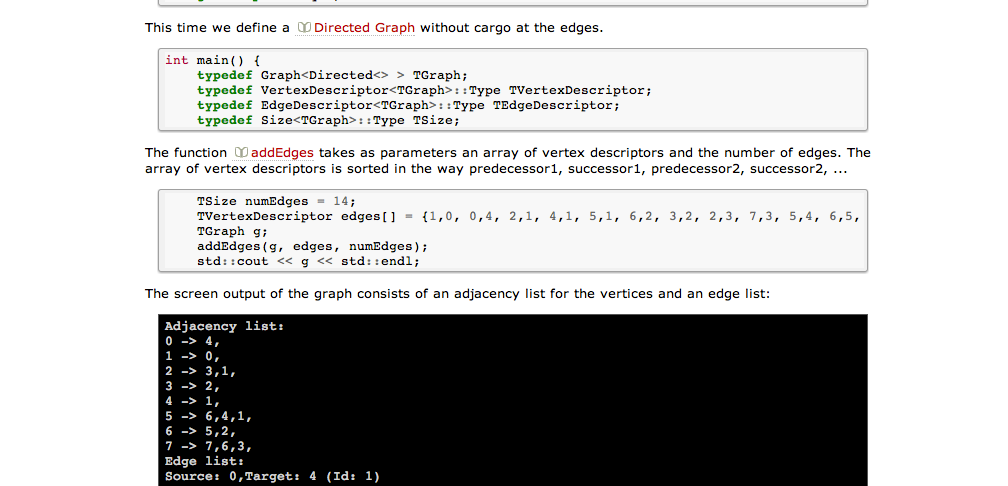 This time we define a Directed Graph without cargo at the edges.
int main() {
    typedef Graph<Directed<> > TGraph;
    typedef VertexDescriptor<TGraph>::Type TVertexDescriptor;
    typedef EdgeDescriptor<TGraph>::Type TEdgeDescriptor;
    typedef Size<TGraph>::Type TSize;
The function addEdges takes as parameters an array of vertex descriptors and the number of edges. The
array of vertex descriptors is sorted in the way predecessor1, successor1, predecessor2, successor2, ...
    TSize numEdges = 14;
    TVertexDescriptor edges[] = {1,0, 0,4, 2,1, 4,1, 5,1, 6,2, 3,2, 2,3, 7,3, 5,4, 6,5,
    TGraph g;
    addEdges(g, edges, numEdges);
    std::cout << g << std::endl;
The screen output of the graph consists of an adjacency list for the vertices and an edge list:
Adjacency list:
0 -> 4,
1 -> 0,
2 -> 3,1,
3 -> 2,
4 -> 1,
5 -> 6,4,1,
6 -> 5,2,
7 -> 7,6,3,
Edge list:
Source: 0,Target: 4 (Id: 1)